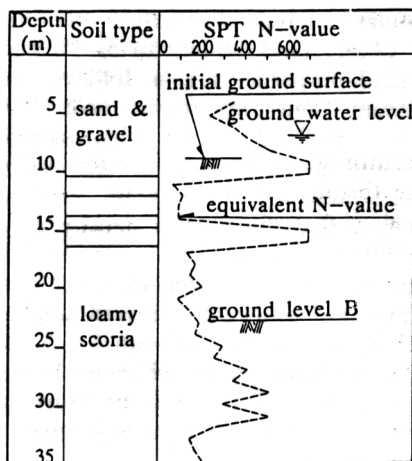 Depth (m) Soil type SPT N-value
0 200 400 600
initial ground surface
5 sand & gravel ground water level
10
equivalent N-value
15
20
loamy scoria ground level B
25
30
35